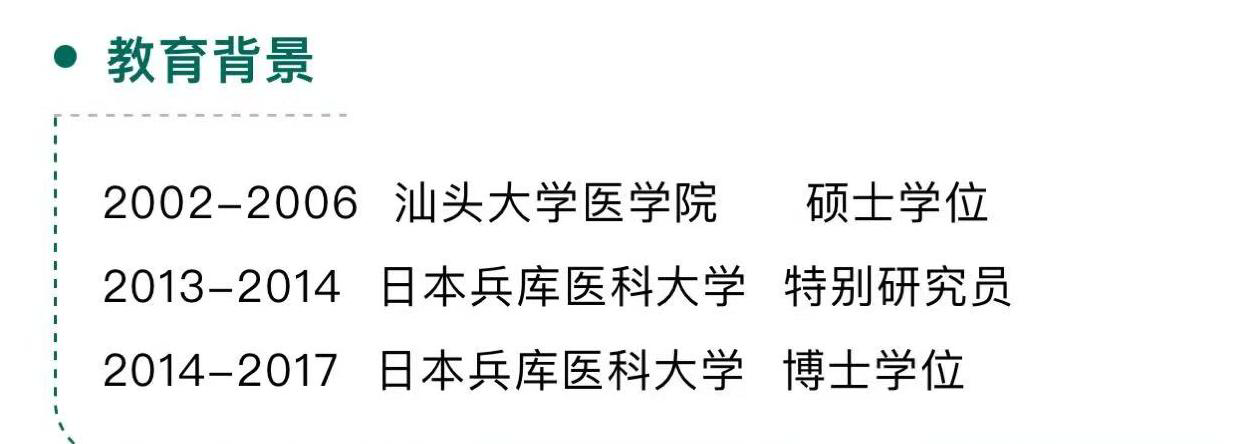 教育背景
2002-2006 汕头大学医学院 硕士学位
2013-2014 日本兵库医科大学 特别研究员
2014-2017 日本兵库医科大学 博士学位